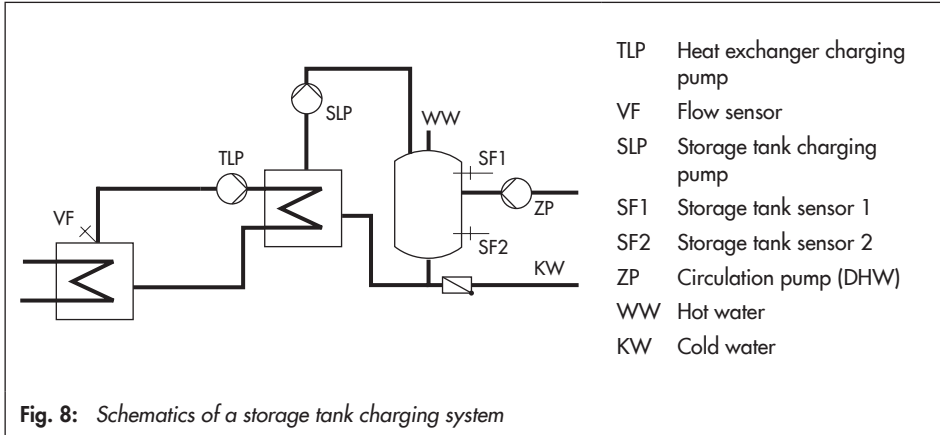 TLP Heat exchanger charging
pump
VF Flow sensor
SLP Storage tank charging
pump
SF1 Storage tank sensor 1
SF2 Storage tank sensor 2
ZP Circulation pump (DHW)
WW Hot water
KW Cold water
SLP
WW
TLP
SF1
ZP
VF
SF2
KW
Fig. 8: Schematics of a storage tank charging system